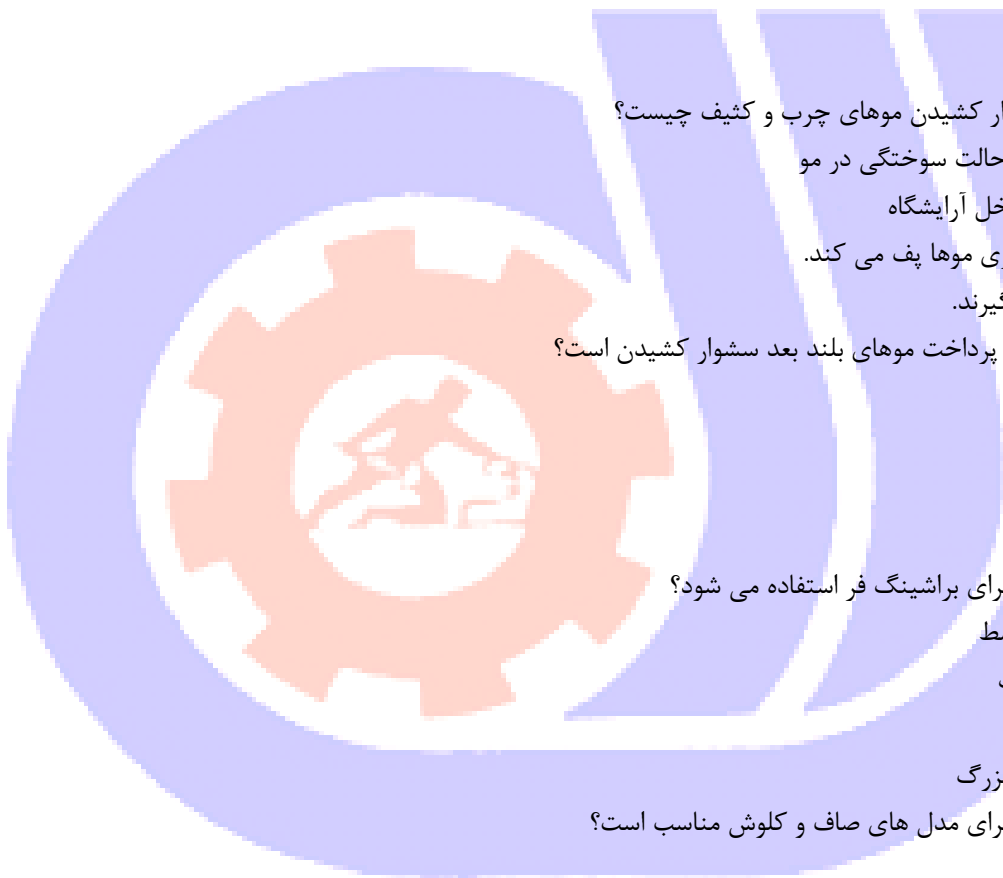 ار کشیدن موهای چرب و کثیف چیست؟
حالت سوختگی در مو
خل آرایشگاه
ی موها پف می کند.
گیرند.
پرداخت موهای بلند بعد سشوار کشیدن است؟
رای براشینگ فر استفاده می شود؟
سط
زرگ
رای مدل های صاف و کلوش مناسب است؟